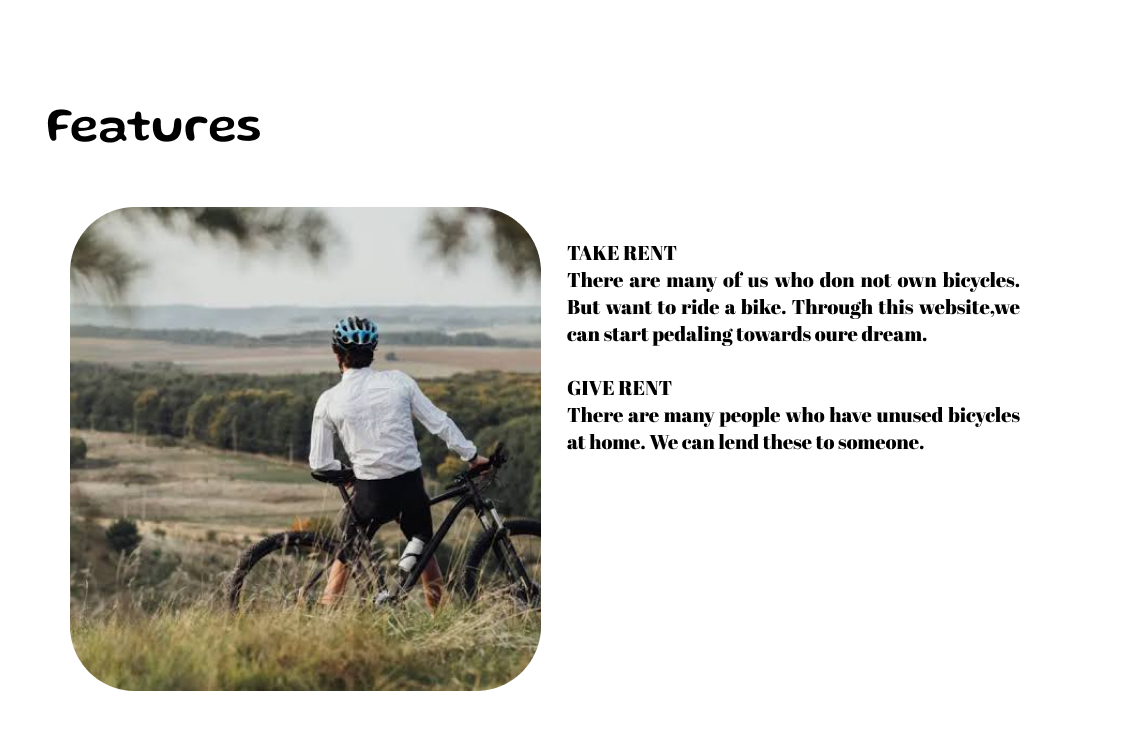 Features
TAKE RENT
There are many of us who don not own bicycles.
But want to ride a bike. Through this website,we
can start pedaling towards oure dream.
GIVE RENT
There are many people who have unused bicycles
at home. We can lend these to someone.